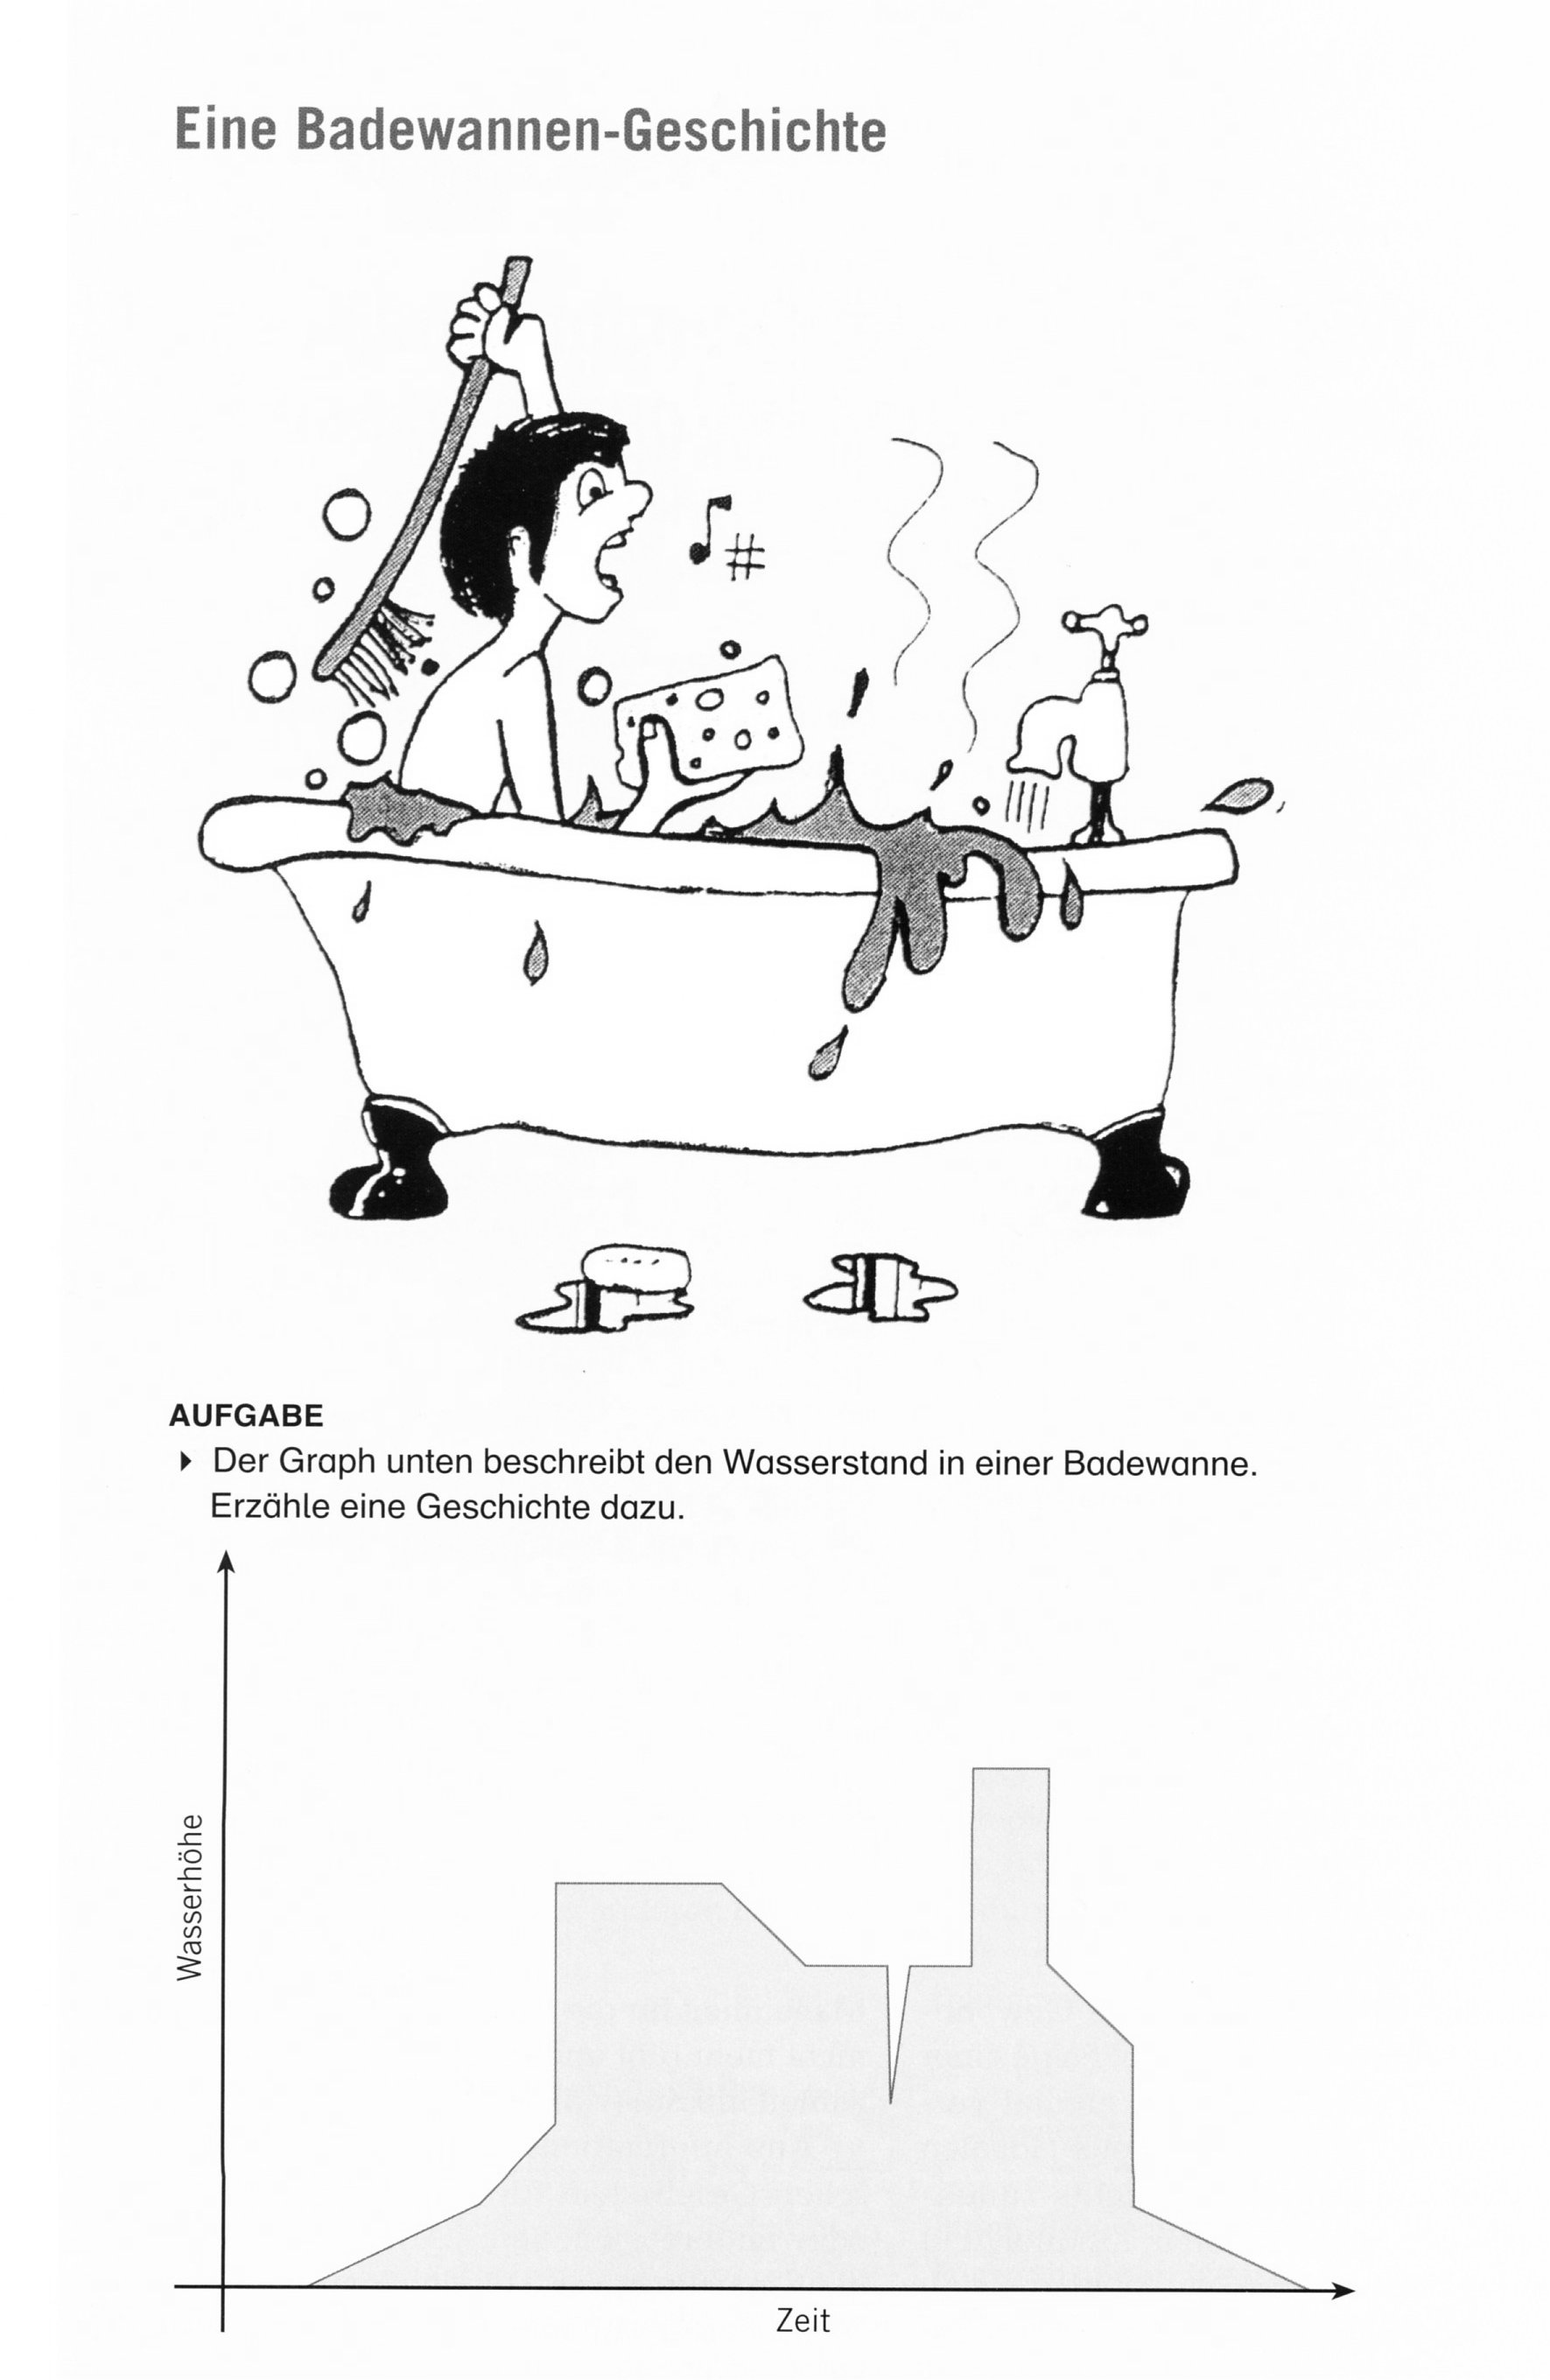 Eine Badewannen-Geschichte
AUFGABE
Der Graph unten beschreibt den Wasserstand in einer Badewanne.
Erzähle eine Geschichte dazu.
Wasserhöhe
Zeit